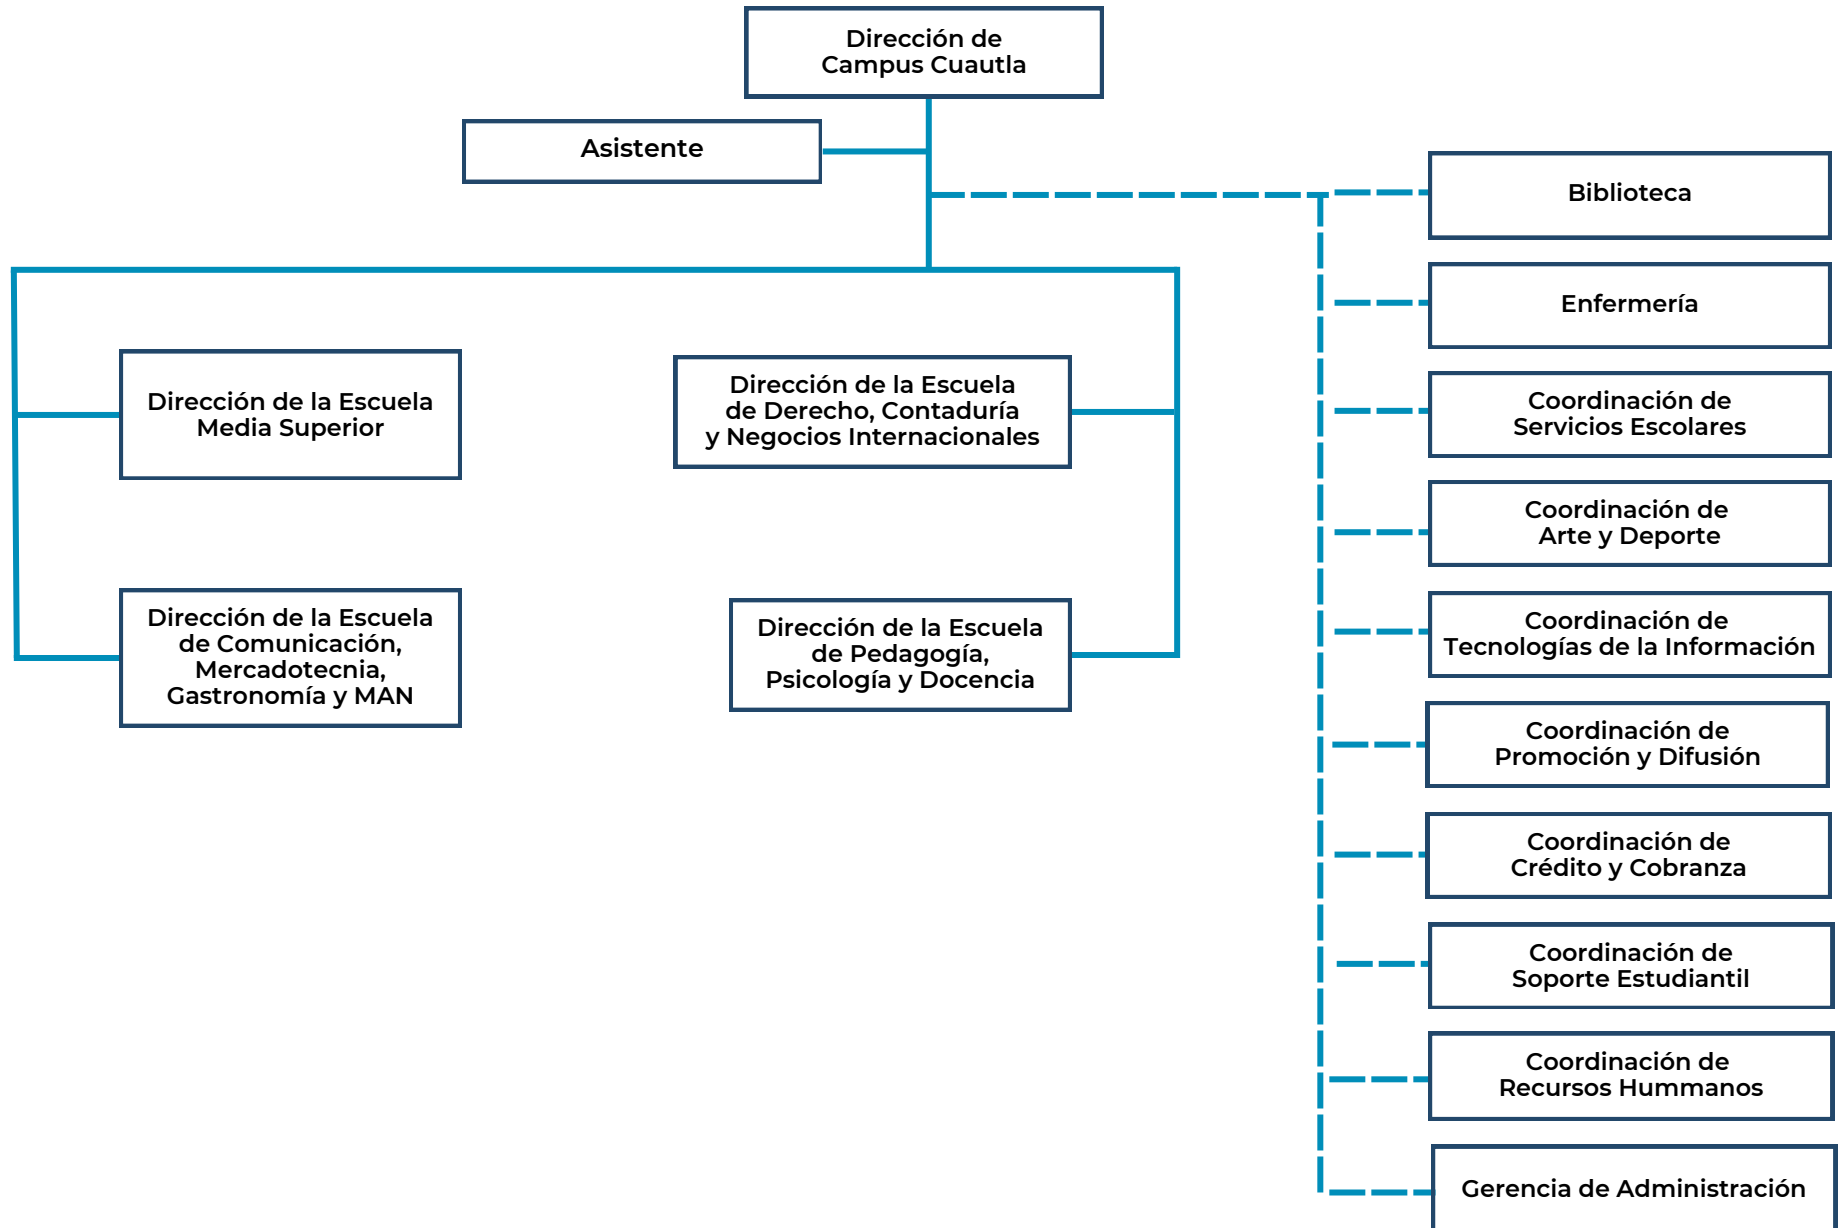 Dirección de
Campus Cuautla
Asistente
Biblioteca
Enfermería
Dirección de la Escuela
Media Superior
Dirección de la Escuela
de Derecho, Contaduría
y Negocios Internacionales
Coordinación de
Servicios Escolares
Coordinación de
Arte y Deporte
Dirección de la Escuela
de Comunicación,
Mercadotecnia,
Gastronomía y MAN
Dirección de la Escuela
de Pedagogía,
Psicología y Docencia
Coordinación de
Tecnologías de la Información
Coordinación de
Promoción y Difusión
Coordinación de
Crédito y Cobranza
Coordinación de
Soporte Estudiantil
Coordinación de
Recursos Hummanos
Gerencia de Administración